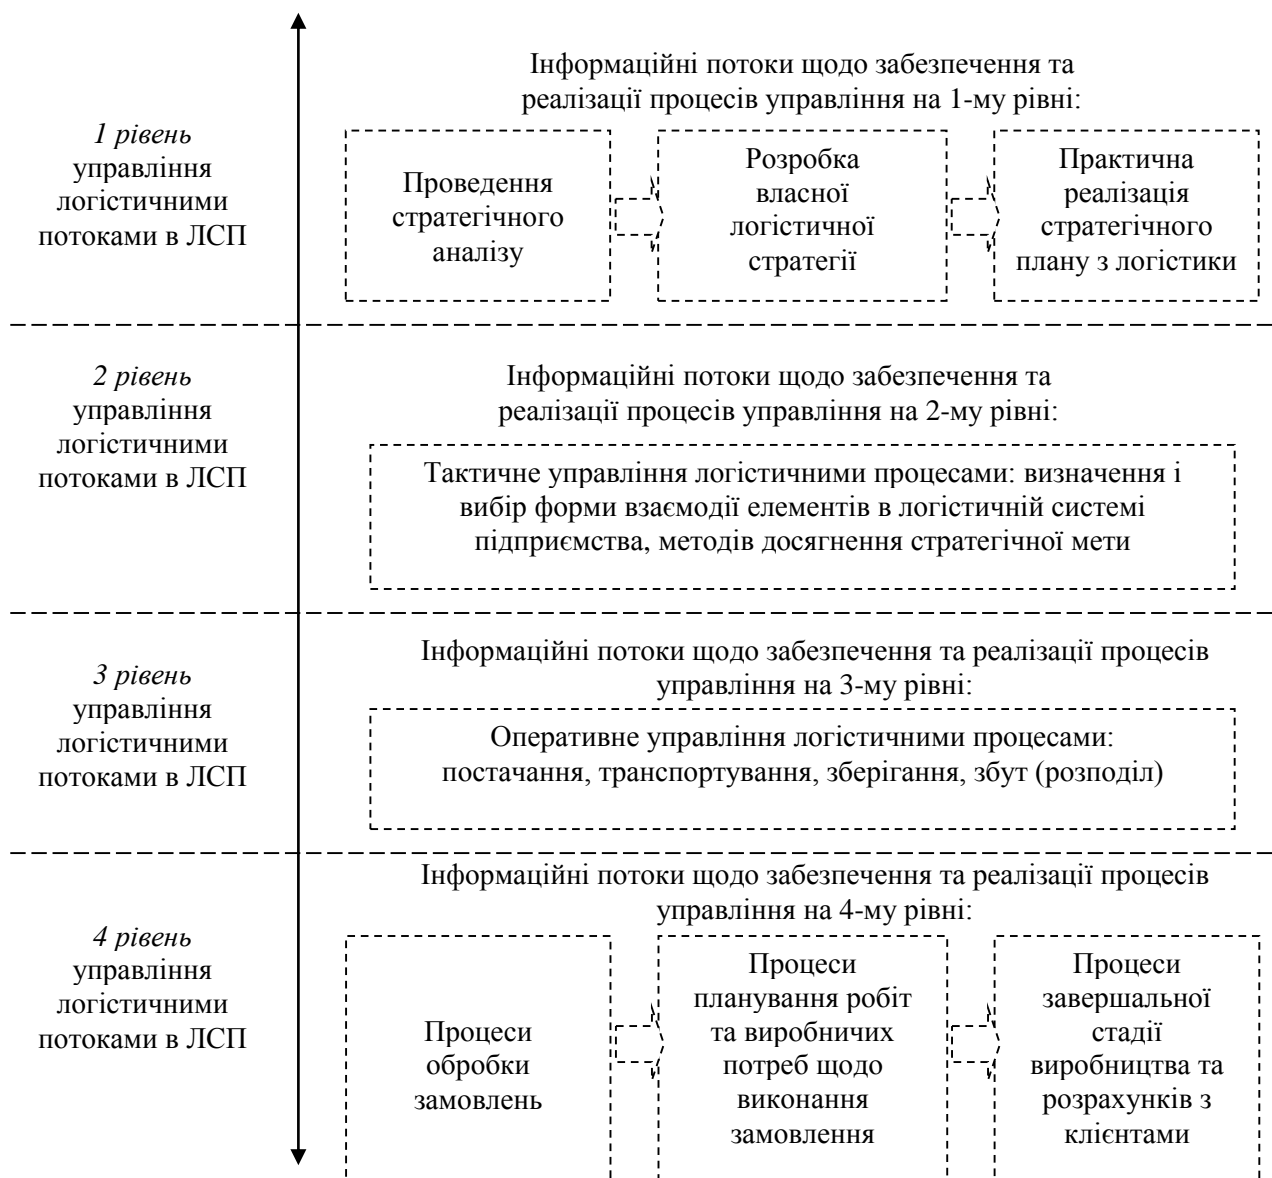 1 рівень
управління
логістичними
потоками в ЛСП
Інформаційні потоки щодо забезпечення та
реалізації процесів управління на 1-му рівні:
Проведення
стратегічного
аналізу
Розробка
власної
логістичної
стратегії
Практична
реалізація
стратегічного
плану з логістики
2 рівень
управління
логістичними
потоками в ЛСП
Інформаційні потоки щодо забезпечення та
реалізації процесів управління на 2-му рівні:
Тактичне управління логістичними процесами: визначення і
вибір форми взаємодії елементів в логістичній системі
підприємства, методів досягнення стратегічної мети
3 рівень
управління
логістичними
потоками в ЛСП
Інформаційні потоки щодо забезпечення та реалізації процесів
управління на 3-му рівні:
Оперативне управління логістичними процесами:
постачання, транспортування, зберігання, збут (розподіл)
4 рівень
управління
логістичними
потоками в ЛСП
Інформаційні потоки щодо забезпечення та реалізації процесів
управління на 4-му рівні:
Процеси
обробки
замовлень
Процеси
планування робіт
та виробничих
потреб щодо
виконання
замовлення
Процеси
завершальної
стадії
виробництва та
розрахунків з
клієнтами